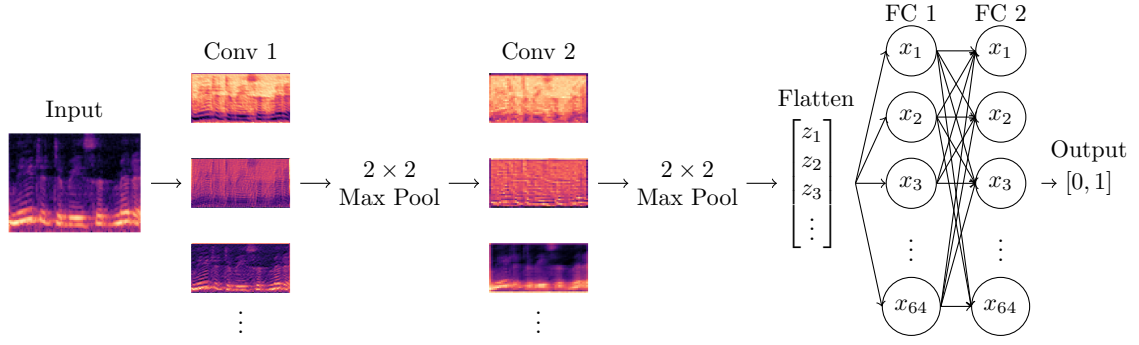 Input
Conv 1
⋮
2 × 2
Max Pool
Conv 2
⋮
2 × 2
Max Pool
Flatten
z₁
z₂
z₃
⋮
FC 1
x₁
x₂
x₃
⋮
x₆₄
FC 2
x₁
x₂
x₃
⋮
x₆₄
Output
[0, 1]